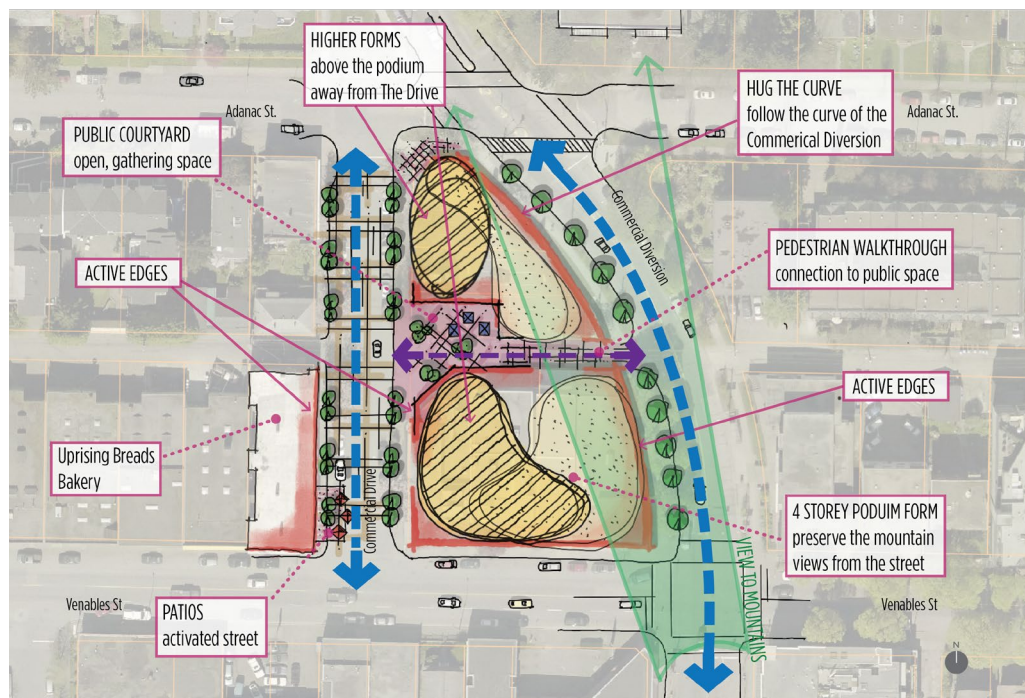 HIGHER FORMS
above the podium
away from The Drive
HUG THE CURVE
follow the curve of the
Commerical Diversion
Adanac St.
Adanac St.
PUBLIC COURTYARD
open, gathering space
Commercial Diversion
PEDESTRIAN WALKTHROUGH
connection to public space
ACTIVE EDGES
ACTIVE EDGES
Uprising Breads
Bakery
Commercial Drive
4 STOREY PODUIM FORM
preserve the mountain
views from the street
VIEW TO MOUNTAINS
Venables St
PATIOS
activated street
Venables St
N